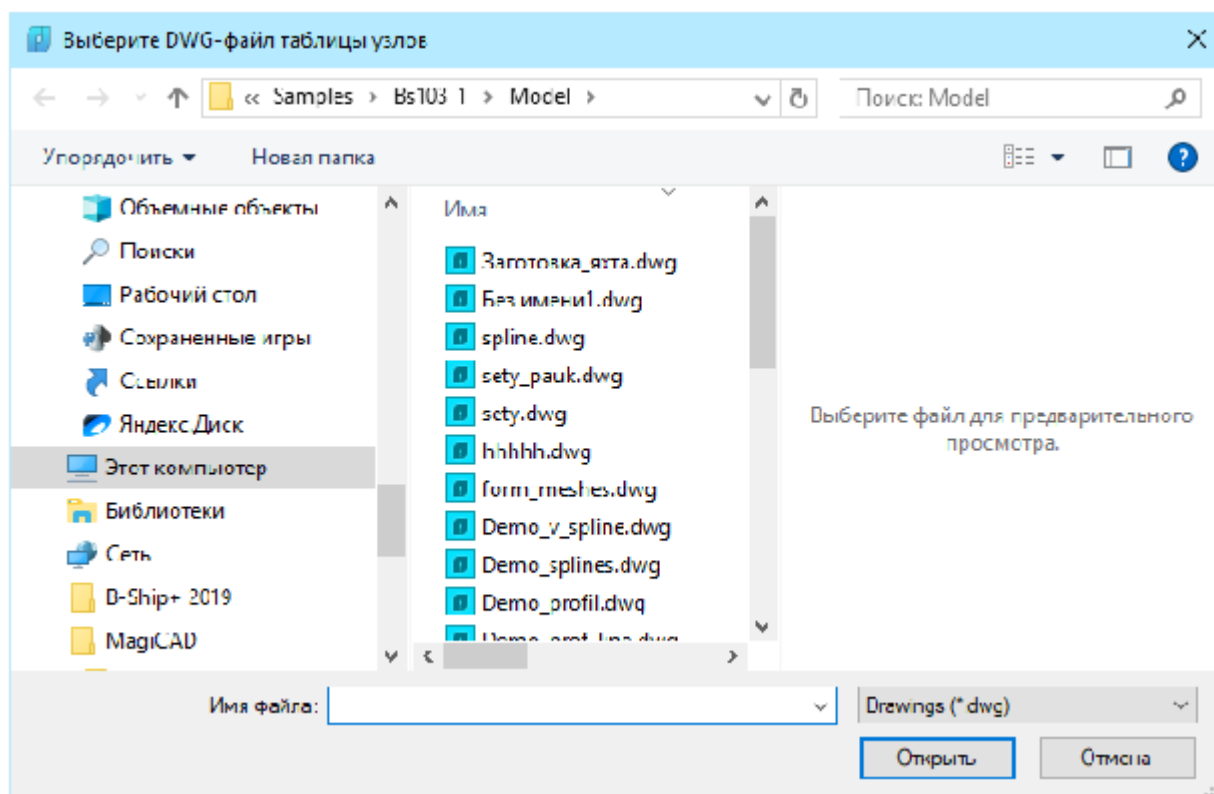 Выберите DWG-файл таблицы узлов
« Samples > Bs103 1 > Model >
Поиск: Model
Упорядочить
Новая папка
Объемные объекты
Поиски
Рабочий стол
Сохраненные игры
Ссылки
Яндекс.Диск
Этот компьютер
Библиотеки
Сеть
B-Ship+ 2019
MagiCAD
Имя
Заготовка_яхта.dwg
Без имени1.dwg
spline.dwg
sety_pauk.dwg
sety.dwg
hhhhh.dwg
form_meshes.dwg
Demo_v_spline.dwg
Demo_splines.dwg
Demo_profil.dwg
Выберите файл для предварительного
просмотра.
Имя файла:
Drawings (*.dwg)
Открыть
Отмена